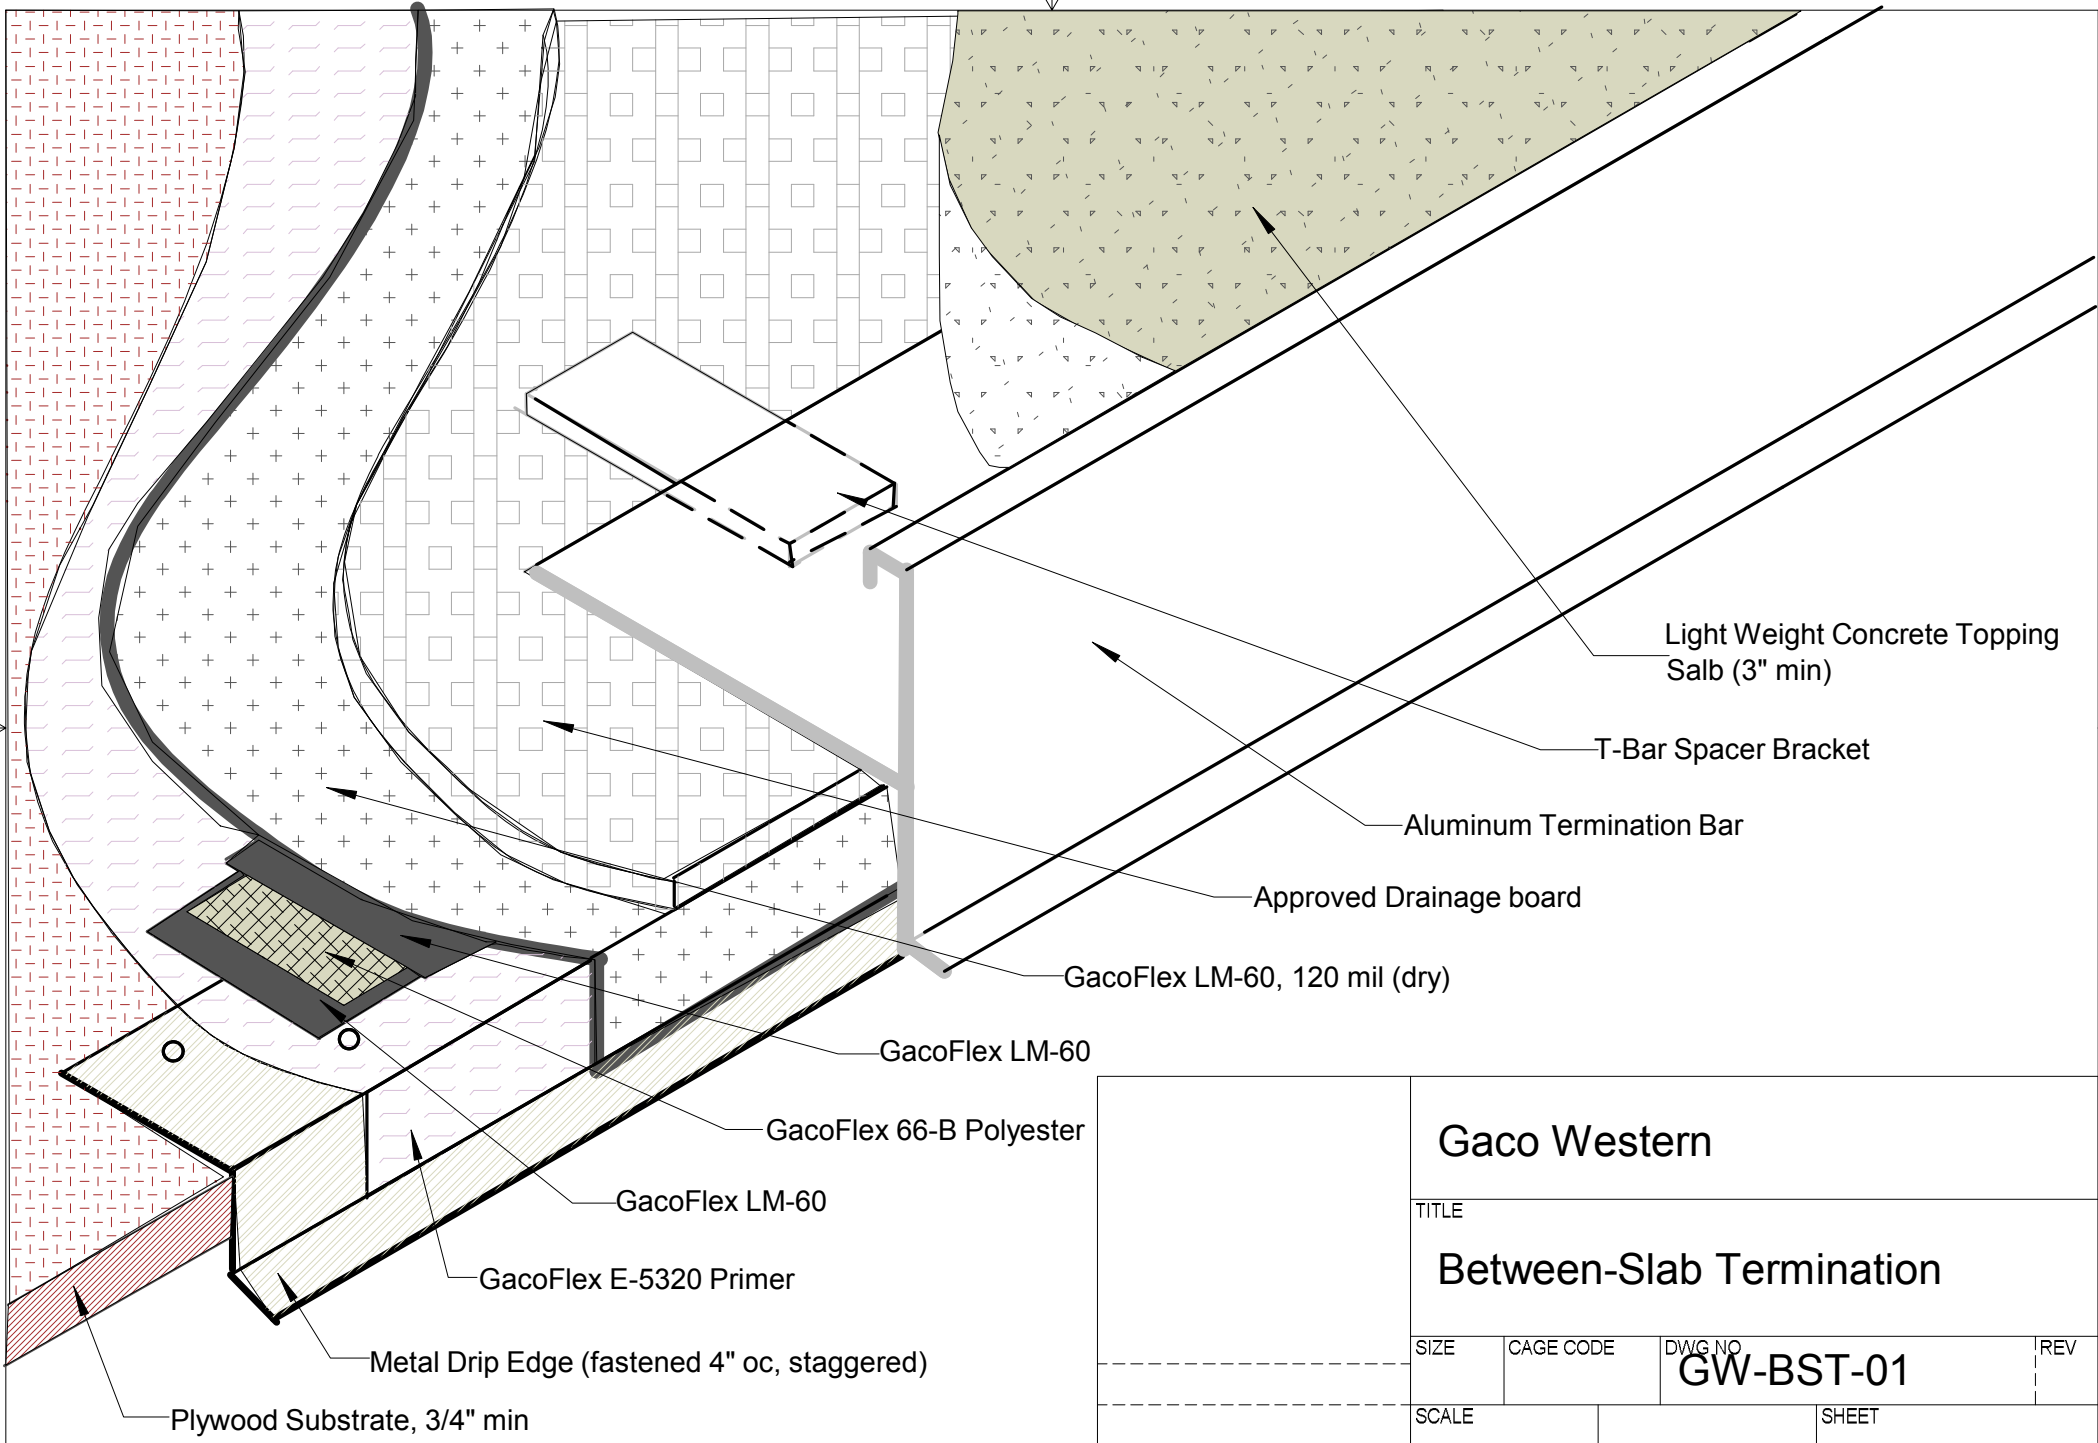 Light Weight Concrete Topping
Salb (3" min)
T-Bar Spacer Bracket
Aluminum Termination Bar
Approved Drainage board
GacoFlex LM-60, 120 mil (dry)
GacoFlex LM-60
GacoFlex 66-B Polyester
GacoFlex LM-60
GacoFlex E-5320 Primer
Metal Drip Edge (fastened 4" oc, staggered)
Plywood Substrate, 3/4" min
Gaco Western
TITLE
Between-Slab Termination
SIZE
CAGE CODE
DWG NO
GW-BST-01
REV
SCALE
SHEET